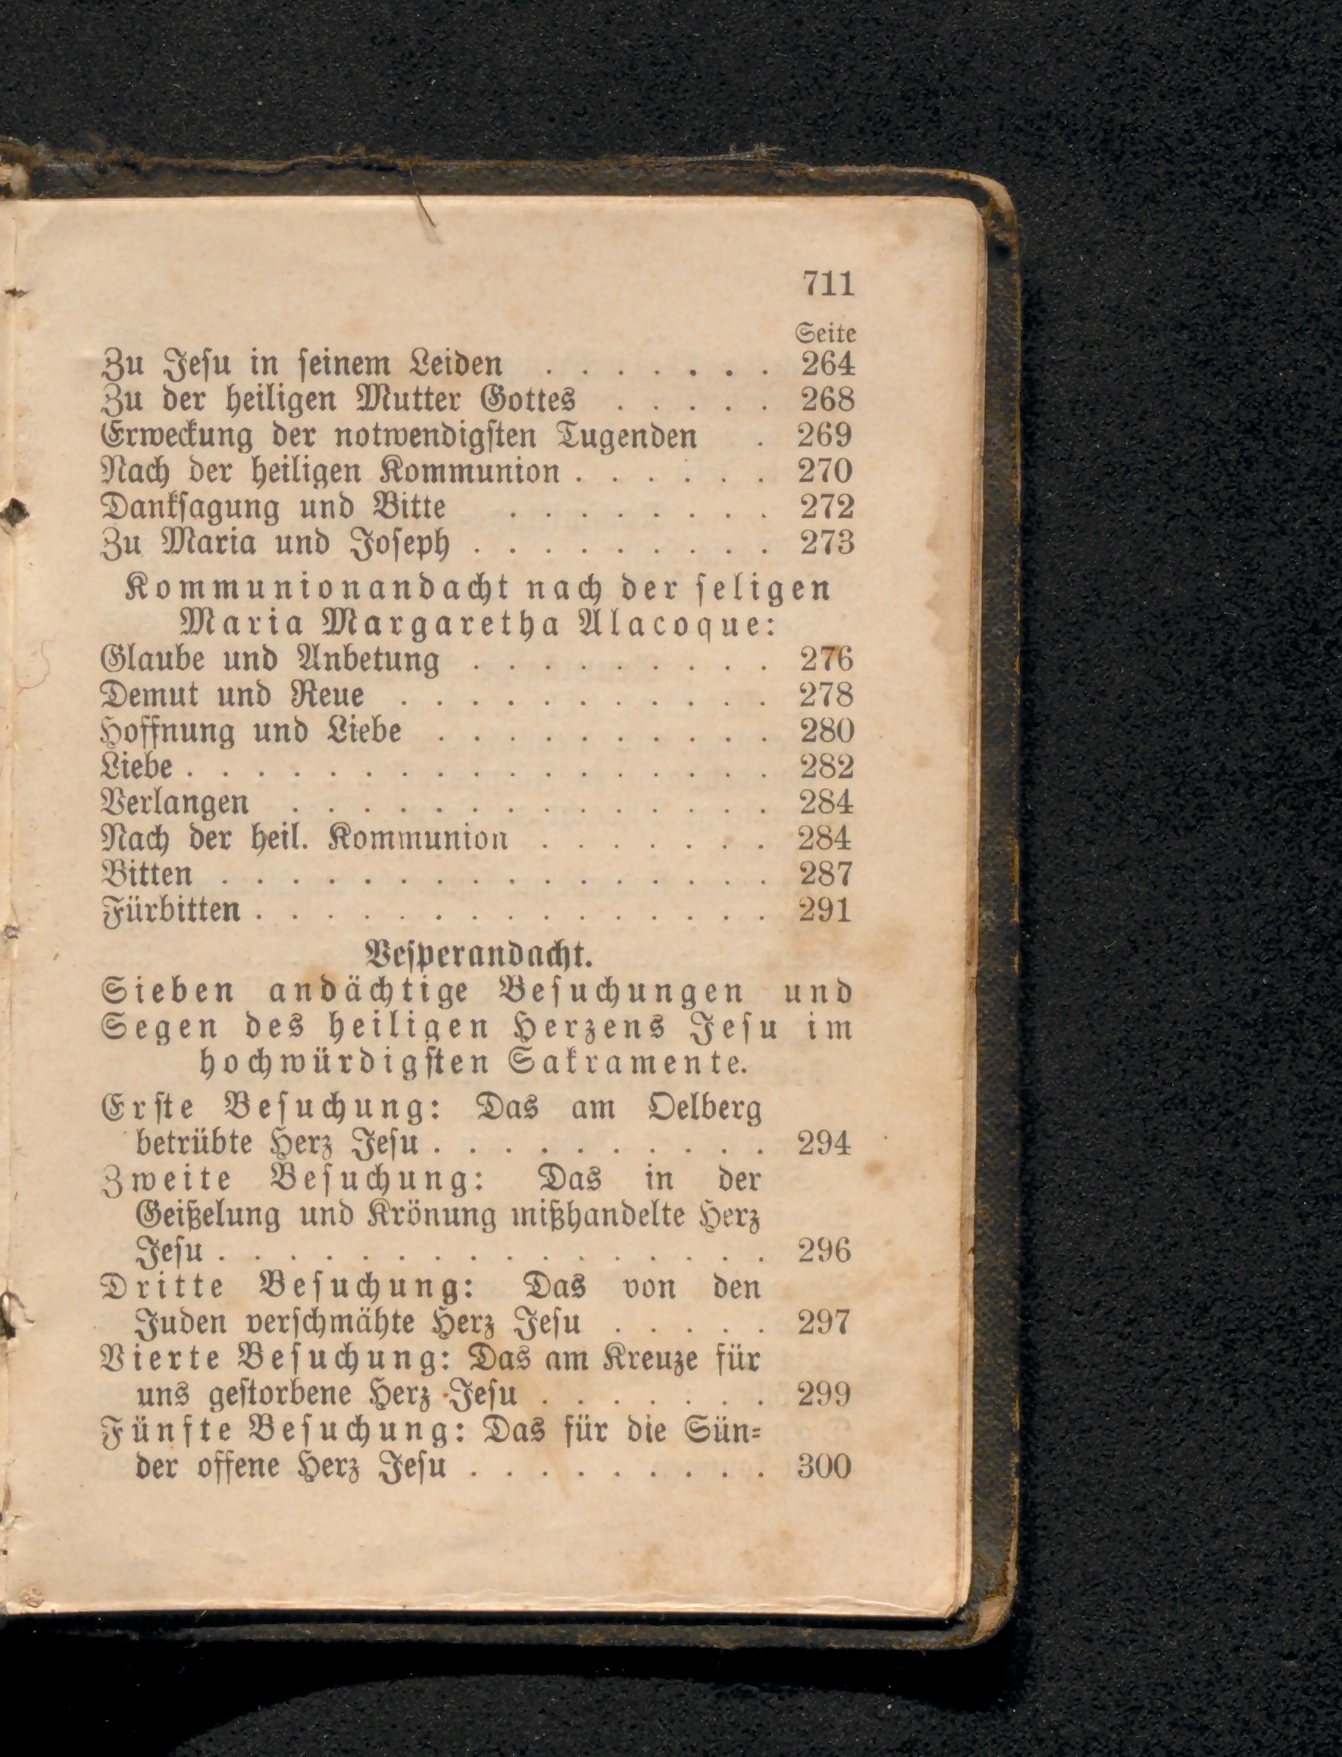 711
Seite
Zu Jesu in seinem Leiden . . . . . . . 264
Zu der heiligen Mutter Gottes . . . . . 268
Erweckung der notwendigsten Tugenden . 269
Nach der heiligen Kommunion . . . . . . 270
Danksagung und Bitte . . . . . . . . 272
Zu Maria und Joseph . . . . . . . . . 273
Kommunionandacht nach der seligen
Maria Margaretha Alacoque:
Glaube und Anbetung . . . . . . . . . 276
Demut und Reue . . . . . . . . . . . 278
Hoffnung und Liebe . . . . . . . . . . 280
Liebe . . . . . . . . . . . . . . . . . 282
Verlangen . . . . . . . . . . . . . . 284
Nach der heil. Kommunion . . . . . . . 284
Bitten . . . . . . . . . . . . . . . . 287
Fürbitten . . . . . . . . . . . . . . . 291
Vesperandacht.
Sieben andächtige Besuchungen und
Segen des heiligen Herzens Jesu im
hochwürdigsten Sakramente.
Erste Besuchung: Das am Oelberg
betrübte Herz Jesu . . . . . . . . . . 294
Zweite Besuchung: Das in der
Geißelung und Krönung mißhandelte Herz
Jesu . . . . . . . . . . . . . . . . 296
Dritte Besuchung: Das von den
Juden verschmähte Herz Jesu . . . . . 297
Vierte Besuchung: Das am Kreuze für
uns gestorbene Herz Jesu . . . . . . . 299
Fünfte Besuchung: Das für die Sün-
der offene Herz Jesu . . . . . . . . . 300